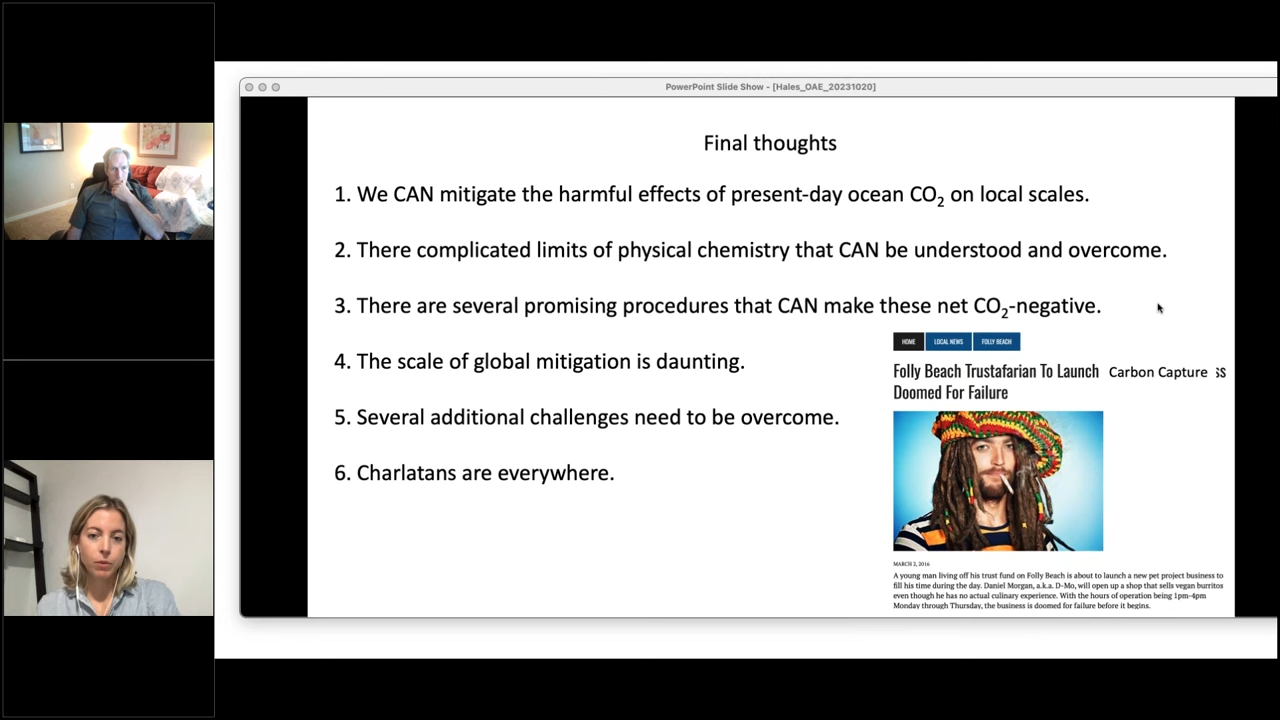 PowerPoint Slide Show - [Hales_OAE_20231020]
Final thoughts
1. We CAN mitigate the harmful effects of present-day ocean CO₂ on local scales.
2. There complicated limits of physical chemistry that CAN be understood and overcome.
3. There are several promising procedures that CAN make these net CO₂-negative.
4. The scale of global mitigation is daunting.
5. Several additional challenges need to be overcome.
6. Charlatans are everywhere.
HOME LOCAL NEWS FOLLY BEACH
Folly Beach Trustafarian To Launch Carbon Capture ss
Doomed For Failure
MARCH 2, 2016
A young man living off his trust fund on Folly Beach is about to launch a new pet project business to
fill his time during the day. Daniel Morgan, a.k.a. D-Mo, will open up a shop that sells vegan burritos
even though he has no actual culinary experience. With the hours of operation being 1pm-4pm
Monday through Thursday, the business is doomed for failure before it begins.